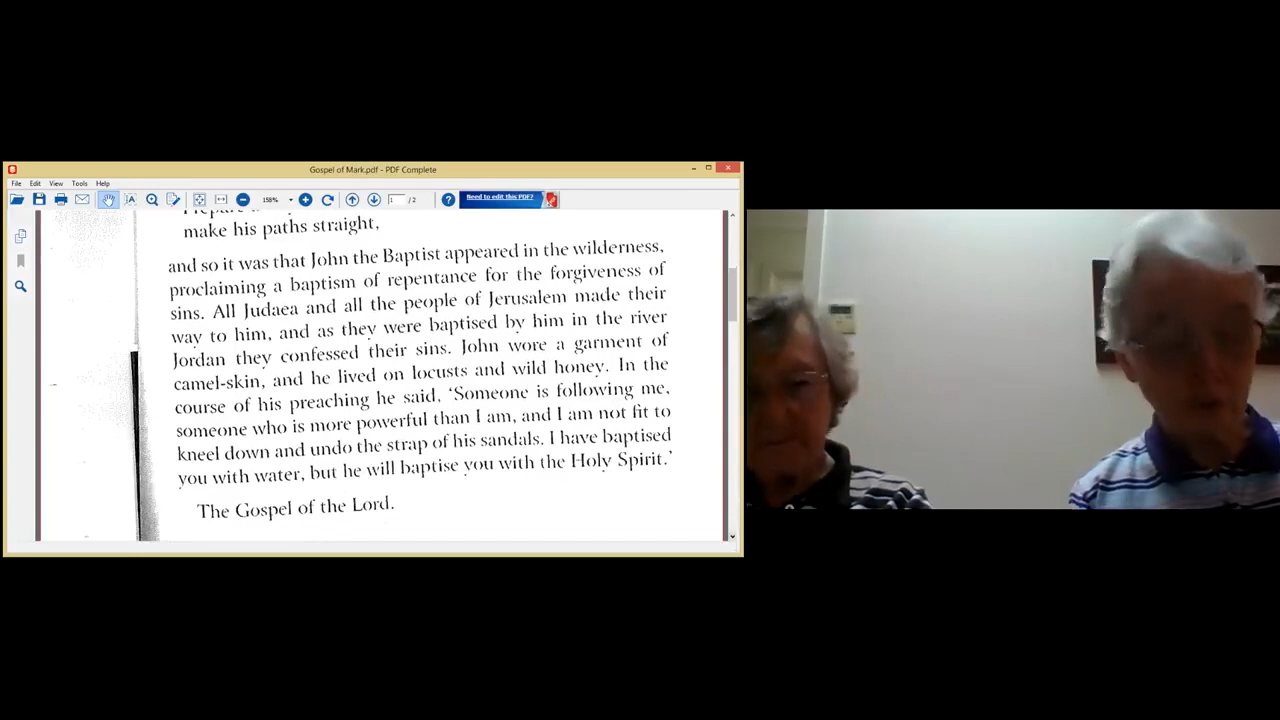 Gospel of Mark.pdf - PDF Complete
File Edit View Tools Help
158% 1 / 2 Need to edit this PDF?
make his paths straight,
and so it was that John the Baptist appeared in the wilderness,
proclaiming a baptism of repentance for the forgiveness of
sins. All Judaea and all the people of Jerusalem made their
way to him, and as they were baptised by him in the river
Jordan they confessed their sins. John wore a garment of
camel-skin, and he lived on locusts and wild honey. In the
course of his preaching he said, ‘Someone is following me,
someone who is more powerful than I am, and I am not fit to
kneel down and undo the strap of his sandals. I have baptised
you with water, but he will baptise you with the Holy Spirit.’
The Gospel of the Lord.